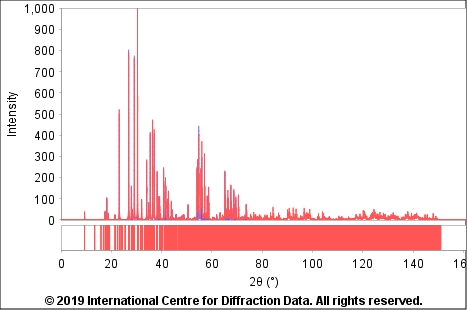 1,000
900
800
700
600
500
400
300
200
100
0
Intensity
0 20 40 60 80 100 120 140 16
2θ (°)
© 2019 International Centre for Diffraction Data. All rights reserved.